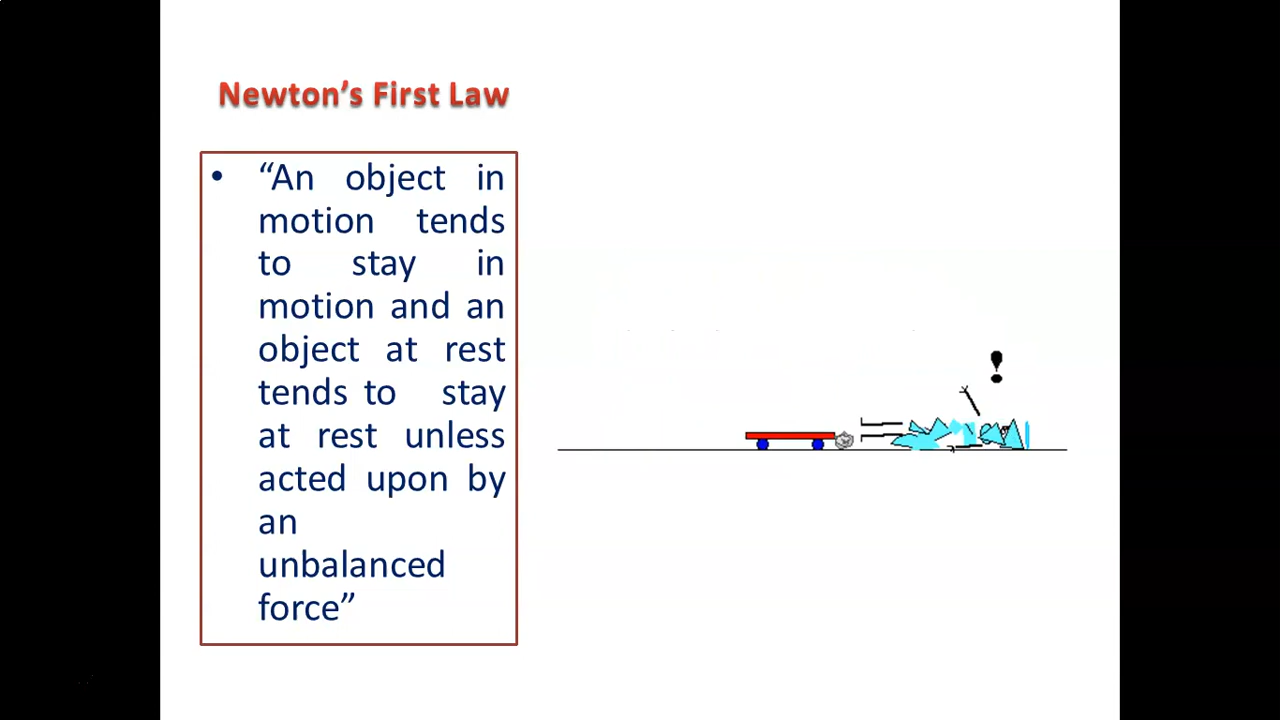 Newton’s First Law
• “An object in
motion tends
to stay in
motion and an
object at rest
tends to stay
at rest unless
acted upon by
an
unbalanced
force”
!